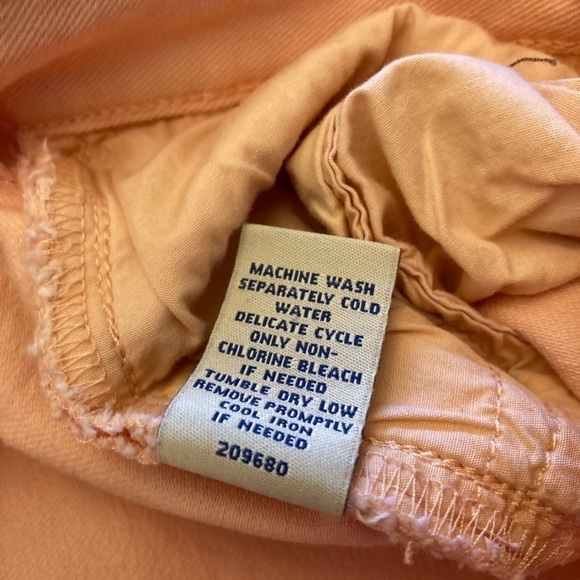 MACHINE WASH
SEPARATELY COLD
WATER
DELICATE CYCLE
ONLY NON-
CHLORINE BLEACH
IF NEEDED
TUMBLE DRY LOW
REMOVE PROMPTLY
COOL IRON
IF NEEDED
209680